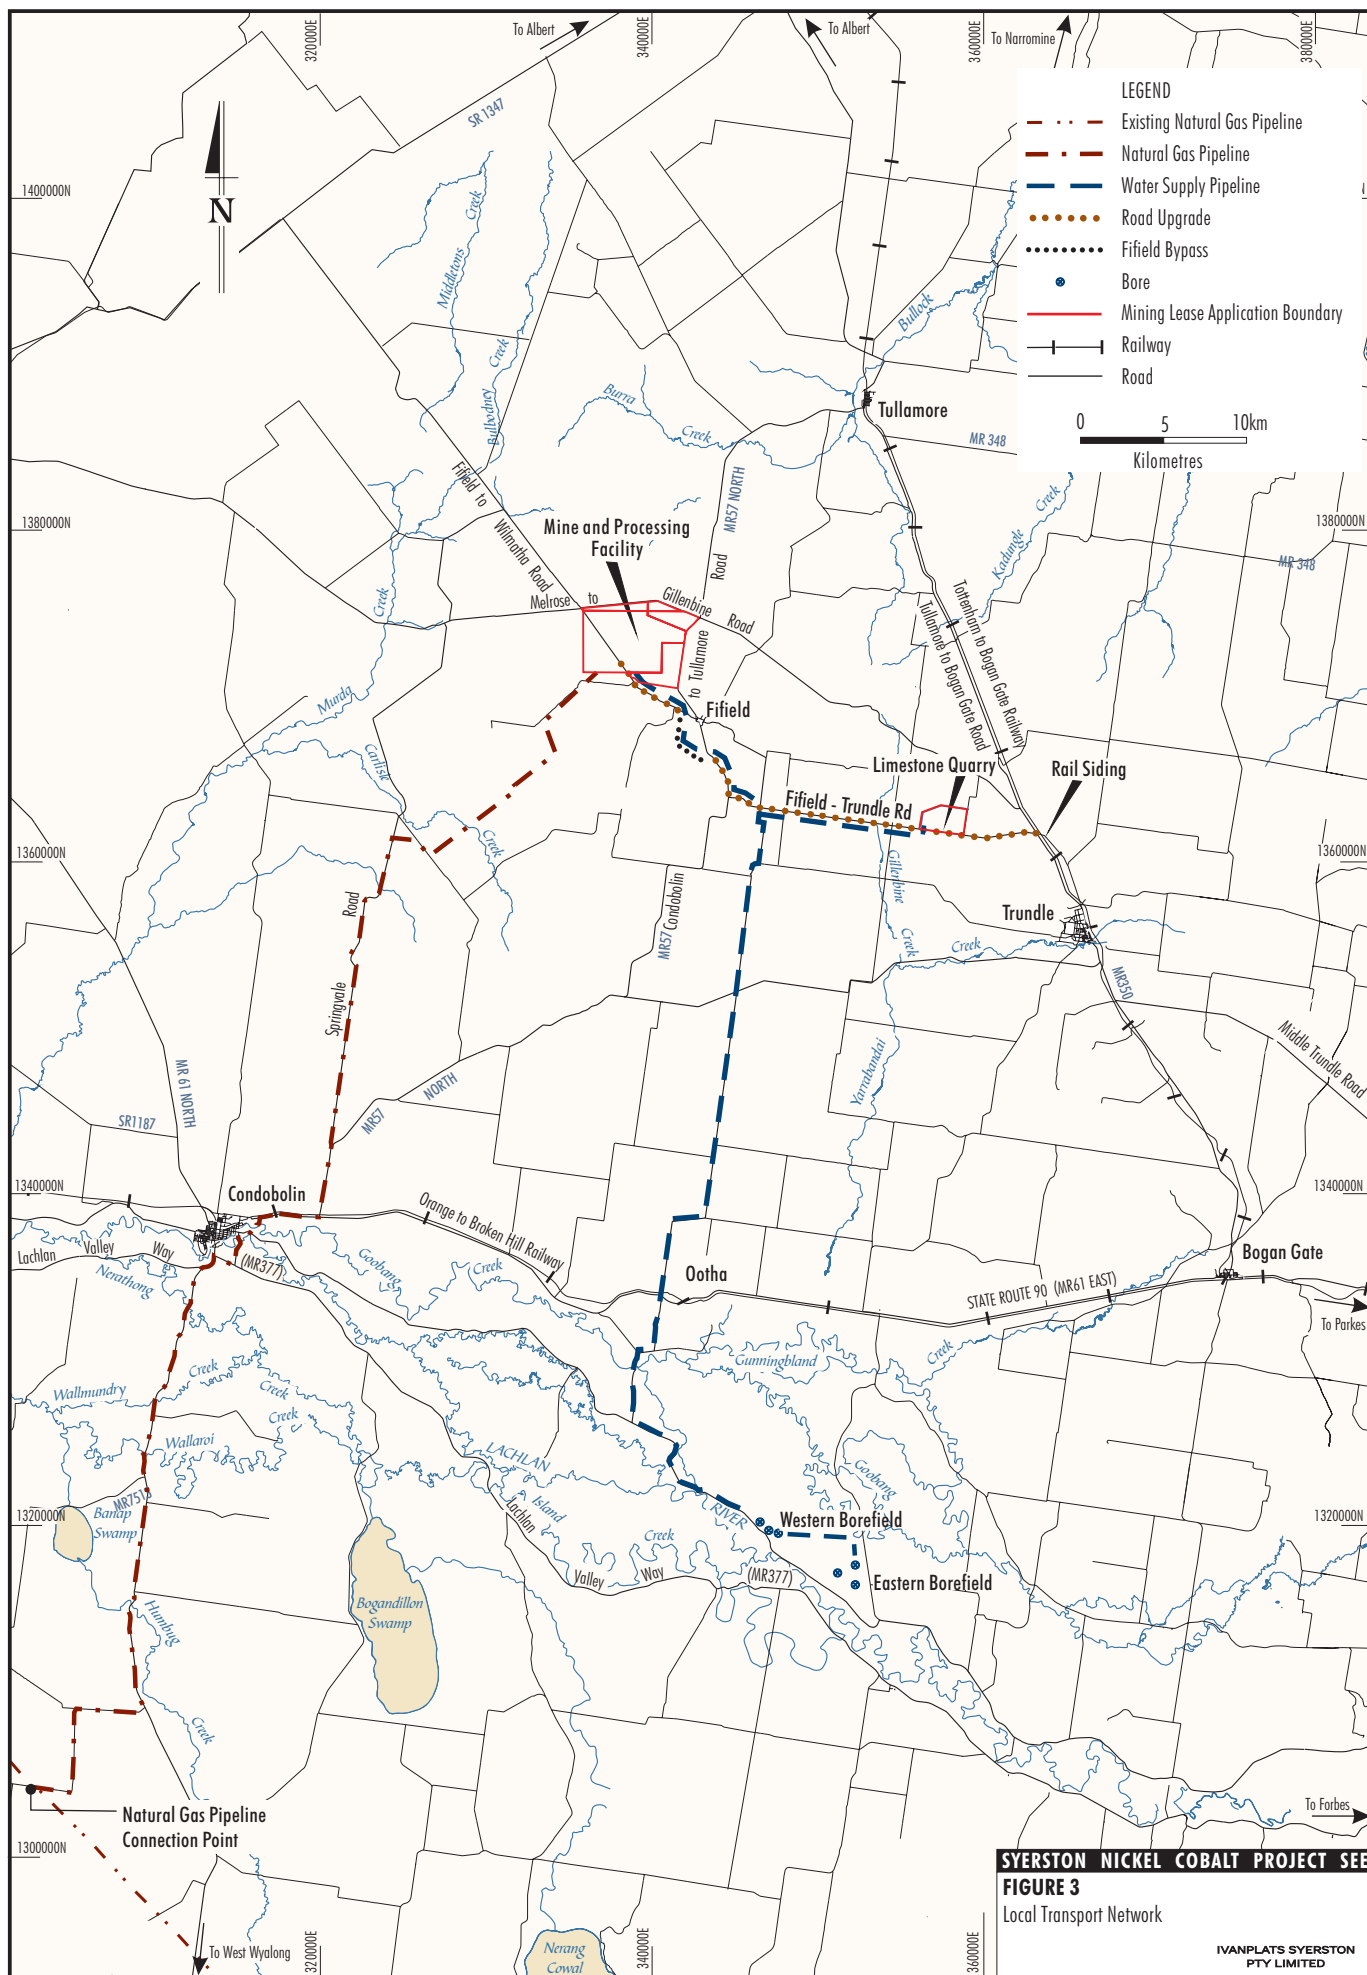 320000E
To Albert
340000E
To Albert
To Narromine
360000E
380000E
LEGEND
Existing Natural Gas Pipeline
Natural Gas Pipeline
Water Supply Pipeline
Road Upgrade
Fifield Bypass
Bore
Mining Lease Application Boundary
Railway
Road
0 5 10km
Kilometres
SR 1347
1400000N
N
Middletons
Creek
Bullock
Creek
Bulbodney
Creek
Burra
Creek
Tullamore
MR 348
Fifield to
Wilmatha Road
MR57 NORTH
Road
Kadungle
Creek
1380000N
1380000N
MR 348
Mine and Processing
Facility
Melrose to
Gillenbine
Road
to Tullamore
Creek
Murda
Tottenham to Bogan Gate Railway
Tullamore to Bogan Gate Road
Fifield
Carlisle
Creek
Limestone Quarry
Rail Siding
Fifield - Trundle Rd
1360000N
1360000N
Gillenbine
Creek
Road
Springvale
Condobolin
MR57
Trundle
Creek
MR350
Middle Trundle Road
Yarrabandai
MR 61 NORTH
SR1187
MR57
NORTH
1340000N
1340000N
Condobolin
Orange to Broken Hill Railway
Lachlan
Valley
Way
(MR377)
Goobang
Creek
Nerathong
Creek
Ootha
Bogan Gate
STATE ROUTE 90 (MR61 EAST)
To Parkes
Gunningbland
Creek
Wallmundry
Creek
Wallaroi
Creek
LACHLAN
RIVER
Goobang
MR7513
Banap
Swamp
1320000N
1320000N
Island
Creek
Lachlan
Valley
Way
(MR377)
Western Borefield
Eastern Borefield
Bogandillon
Swamp
Humbug
Creek
Natural Gas Pipeline
Connection Point
1300000N
To Forbes
To West Wyalong
320000E
Nerang
Cowal
340000E
360000E
SYERSTON NICKEL COBALT PROJECT SEE
FIGURE 3
Local Transport Network
IVANPLATS SYERSTON
PTY LIMITED